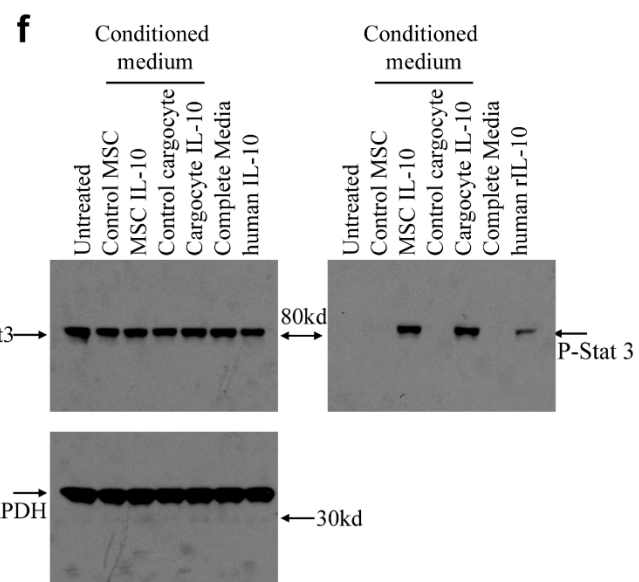 f
Conditioned
medium
Untreated
Control MSC
MSC IL-10
Control cargocyte
Cargocyte IL-10
Complete Media
human IL-10
Conditioned
medium
Untreated
Control MSC
MSC IL-10
Control cargocyte
Cargocyte IL-10
Complete Media
human rIL-10
t3
80kd
P-Stat 3
PDH
30kd